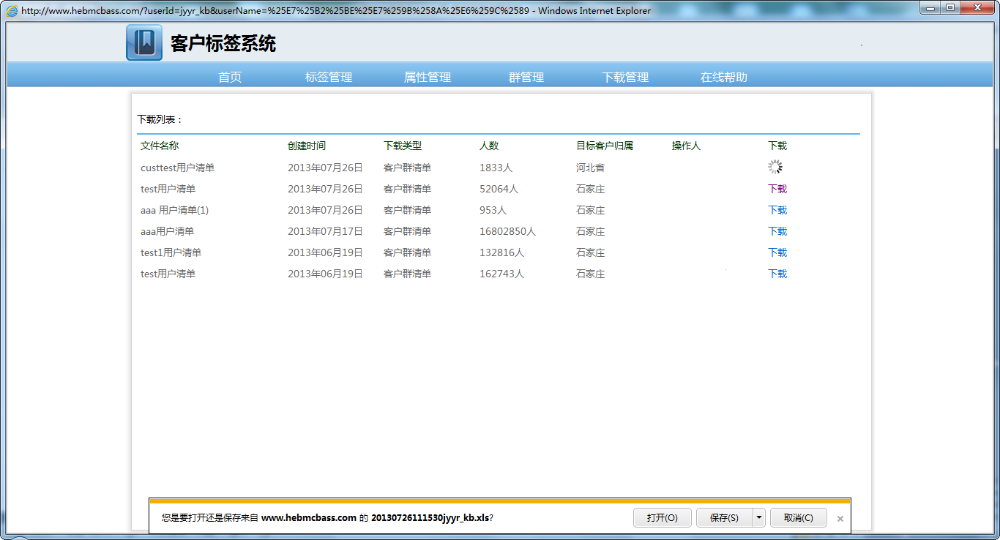 http://www.hebmcbass.com/?userId=jyyr_kb&userName=%25E7%25B2%25BE%25E7%259B%258A%25E6%259C%2589 - Windows Internet Explorer
客户标签系统
首页 标签管理 属性管理 群管理 下载管理 在线帮助
下载列表：
文件名称 创建时间 下载类型 人数 目标客户归属 操作人 下载
custtest用户清单 2013年07月26日 客户群清单 1833人 河北省
test用户清单 2013年07月26日 客户群清单 52064人 石家庄 下载
aaa 用户清单(1) 2013年07月26日 客户群清单 953人 石家庄 下载
aaa用户清单 2013年07月17日 客户群清单 16802850人 石家庄 下载
test1用户清单 2013年06月19日 客户群清单 132816人 石家庄 下载
test用户清单 2013年06月19日 客户群清单 162743人 石家庄 下载
您是要打开还是保存来自 www.hebmcbass.com 的 20130726111530jyyr_kb.xls? 打开(O) 保存(S) 取消(C)